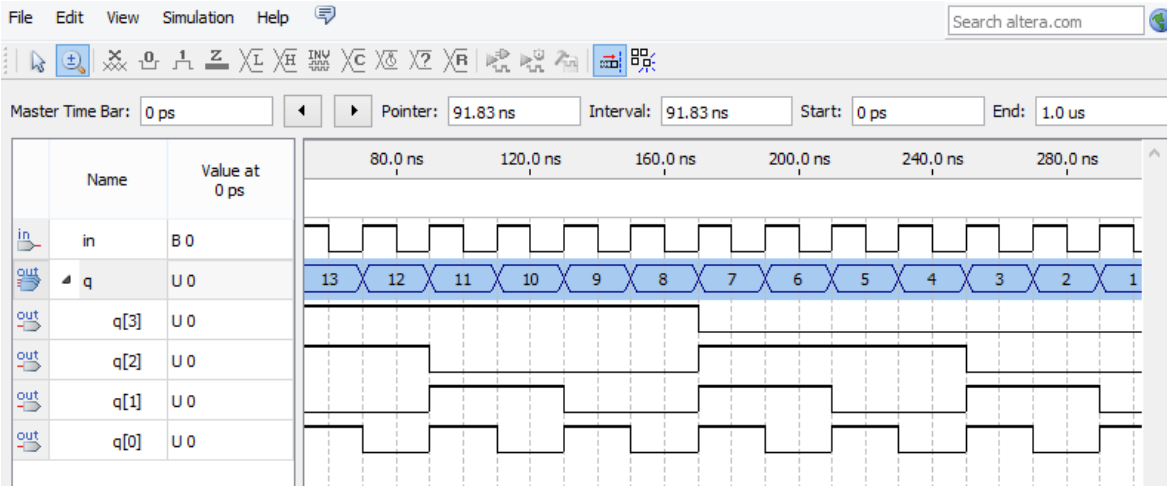 File Edit View Simulation Help
Search altera.com
Master Time Bar: 0 ps Pointer: 91.83 ns Interval: 91.83 ns Start: 0 ps End: 1.0 us
Name
Value at
0 ps
80.0 ns 120.0 ns 160.0 ns 200.0 ns 240.0 ns 280.0 ns
in in B 0
out q U 0 13 12 11 10 9 8 7 6 5 4 3 2 1
out q[3] U 0
out q[2] U 0
out q[1] U 0
out q[0] U 0